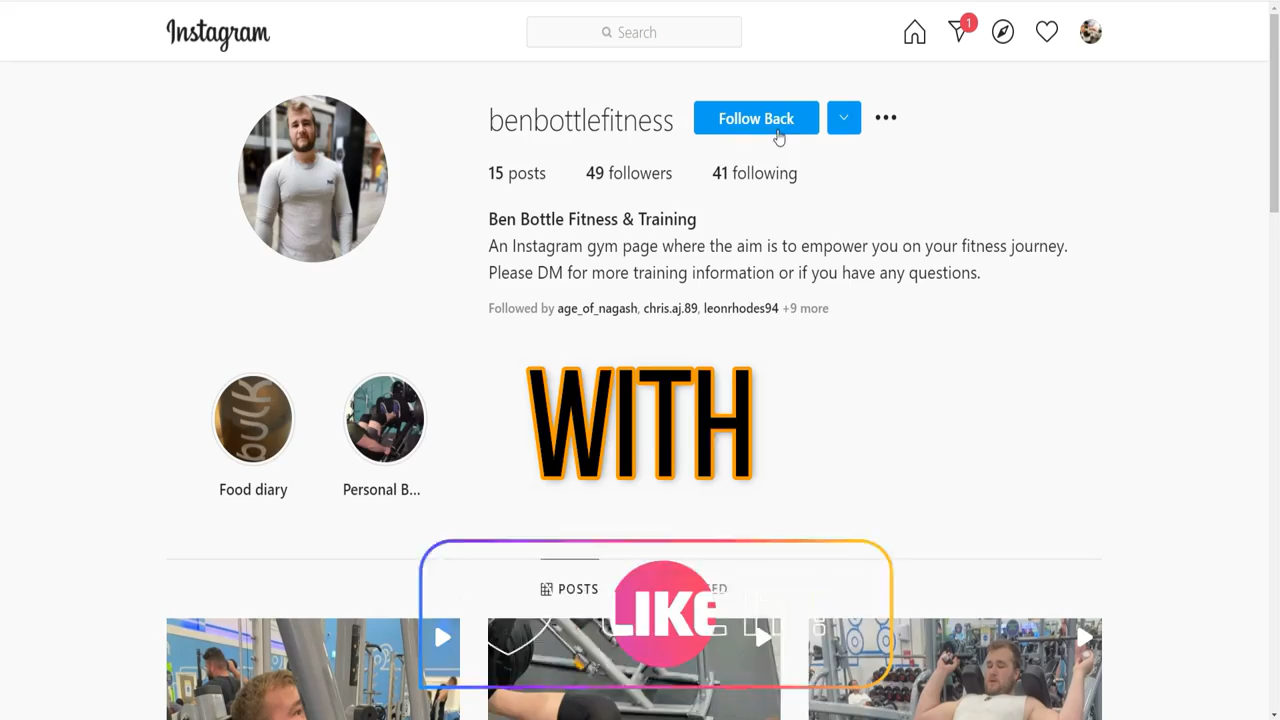 Instagram
Search
1
benbottlefitness
Follow Back
15 posts 49 followers 41 following
Ben Bottle Fitness & Training
An Instagram gym page where the aim is to empower you on your fitness journey.
Please DM for more training information or if you have any questions.
Followed by age_of_nagash, chris.aj.89, leonrhodes94 +9 more
bulk
WITH
Food diary
Personal B...
POSTS
LIKE